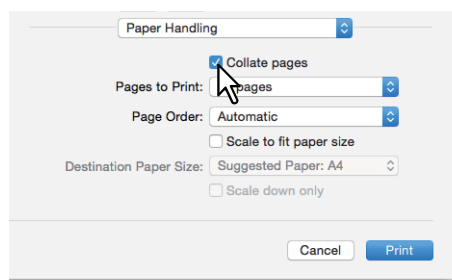 Paper Handling
Collate pages
Pages to Print: pages
Page Order: Automatic
Scale to fit paper size
Destination Paper Size: Suggested Paper: A4
Scale down only
Cancel Print